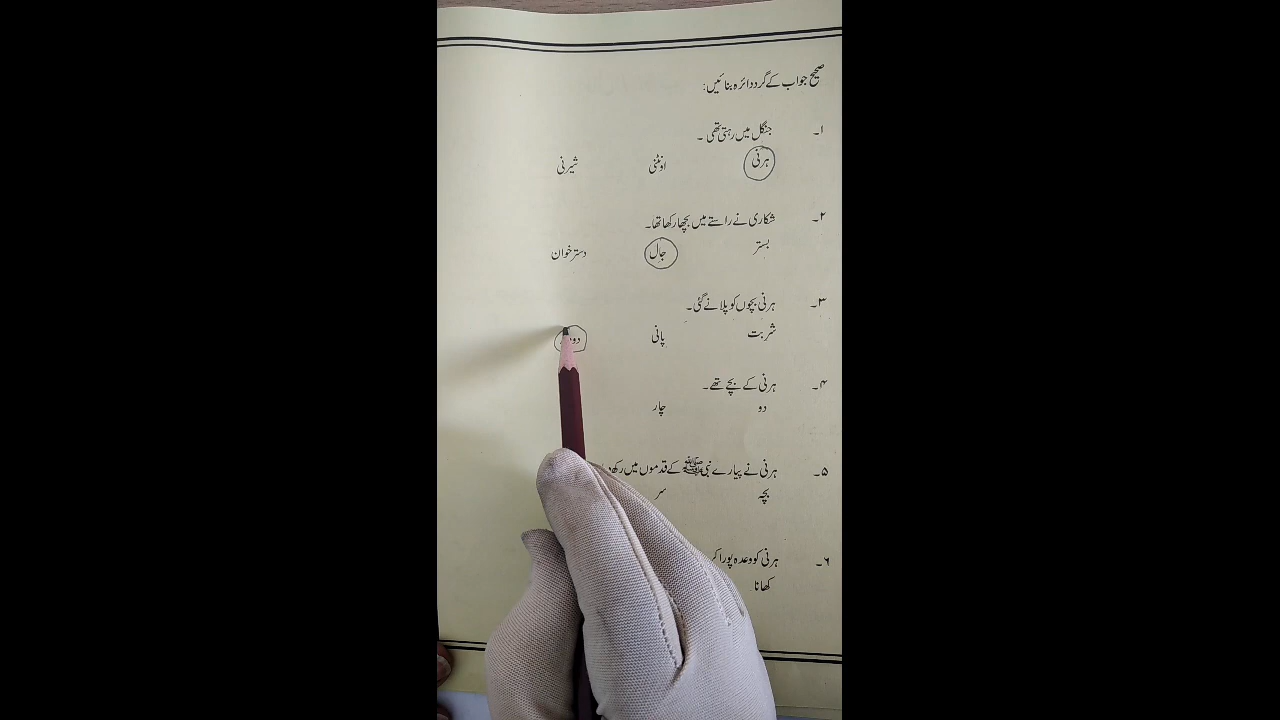 صحیح جواب کے گرد دائرہ بنائیں:
۱۔ جنگل میں رہتی تھی ۔
ہرنی اونٹنی شیرنی
۲۔ شکاری نے راستے میں بچھا رکھا تھا۔
بستر جال دسترخوان
۳۔ ہرنی بچوں کو پلانے گئی۔
شربت پانی
۴۔ ہرنی کے بچے تھے۔
دو چار
۵۔ ہرنی نے پیارے نبی ﷺ کے قدموں میں
بچہ سر
۶۔ ہرنی کو وعدہ پورا
کھانا